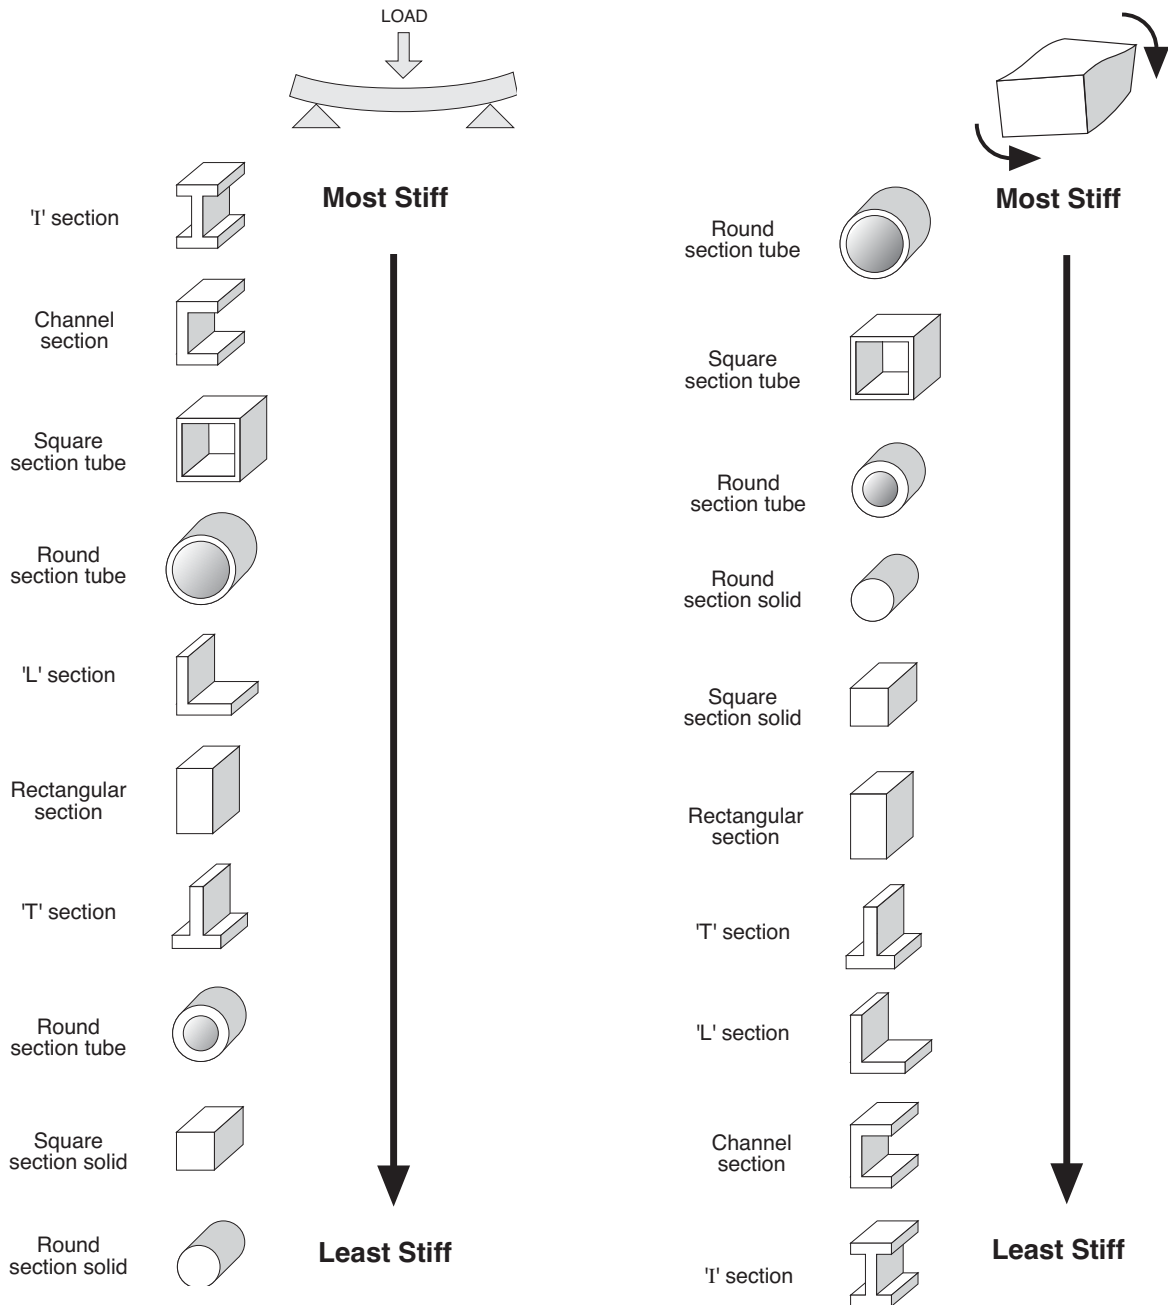 LOAD
Most Stiff
'I' section
Channel
section
Square
section tube
Round
section tube
'L' section
Rectangular
section
'T' section
Round
section tube
Square
section solid
Round
section solid
Least Stiff
Most Stiff
Round
section tube
Square
section tube
Round
section tube
Round
section solid
Square
section solid
Rectangular
section
'T' section
'L' section
Channel
section
'I' section
Least Stiff